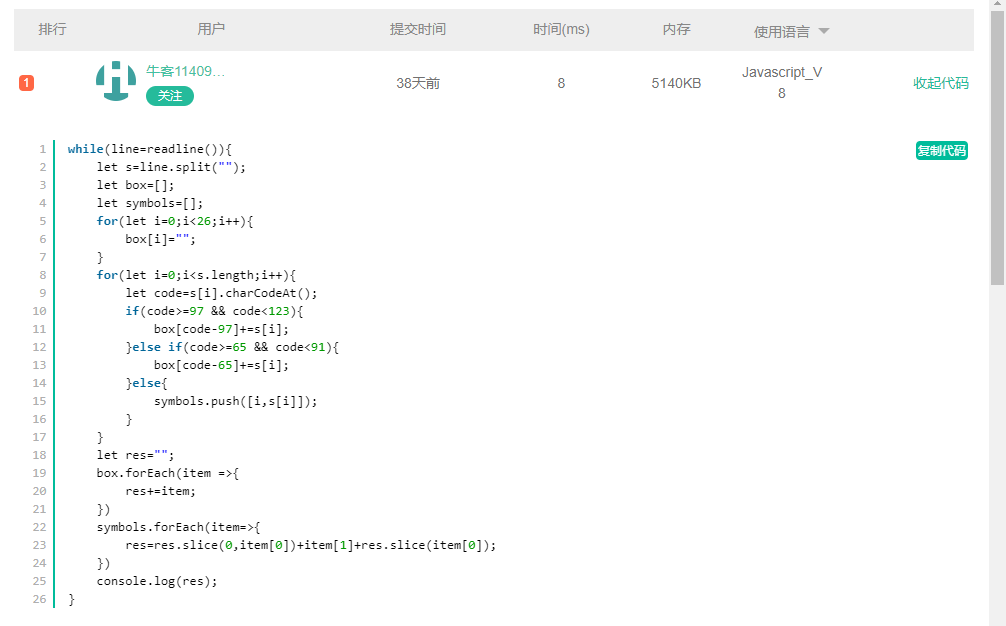 排行 用户 提交时间 时间(ms) 内存 使用语言
1 牛客11409... 关注 38天前 8 5140KB Javascript_V8 收起代码
复制代码
1 while(line=readline()){
2     let s=line.split("");
3     let box=[];
4     let symbols=[];
5     for(let i=0;i<26;i++){
6         box[i]="";
7     }
8     for(let i=0;i<s.length;i++){
9         let code=s[i].charCodeAt();
10         if(code>=97 && code<123){
11             box[code-97]+=s[i];
12         }else if(code>=65 && code<91){
13             box[code-65]+=s[i];
14         }else{
15             symbols.push([i,s[i]]);
16         }
17     }
18     let res="";
19     box.forEach(item =>{
20         res+=item;
21     })
22     symbols.forEach(item=>{
23         res=res.slice(0,item[0])+item[1]+res.slice(item[0]);
24     })
25     console.log(res);
26 }